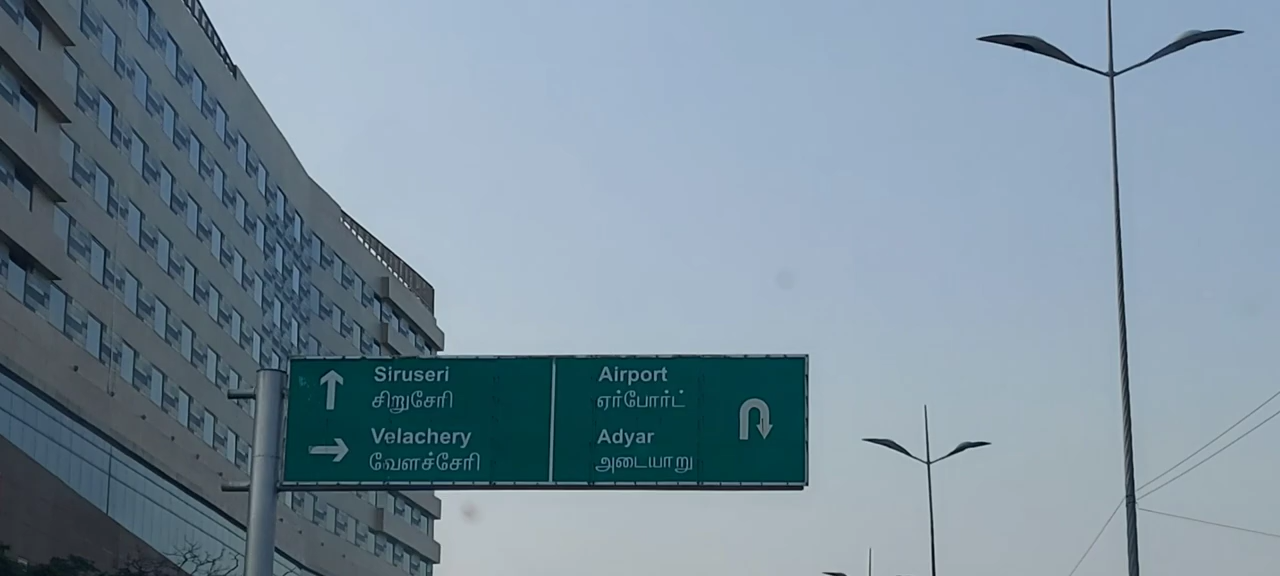 Siruseri
சிறுசேரி
Velachery
வேளச்சேரி
Airport
ஏர்போர்ட்
Adyar
அடையாறு